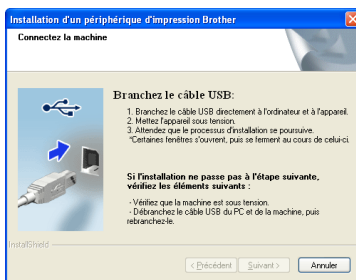 Installation d'un périphérique d'impression Brother
Connectez la machine
Branchez le câble USB:
1. Branchez le câble USB directement à l'ordinateur et à l'appareil.
2. Mettez l'appareil sous tension.
3. Attendez que le processus d'installation se poursuive.
*Certaines fenêtres s'ouvrent, puis se ferment au cours de celui-ci.
Si l'installation ne passe pas à l'étape suivante,
vérifiez les éléments suivants :
- Vérifiez que la machine est sous tension.
- Débranchez le câble USB du PC et de la machine, puis
rebranchez-le.
InstallShield
< Précédent Suivant > Annuler